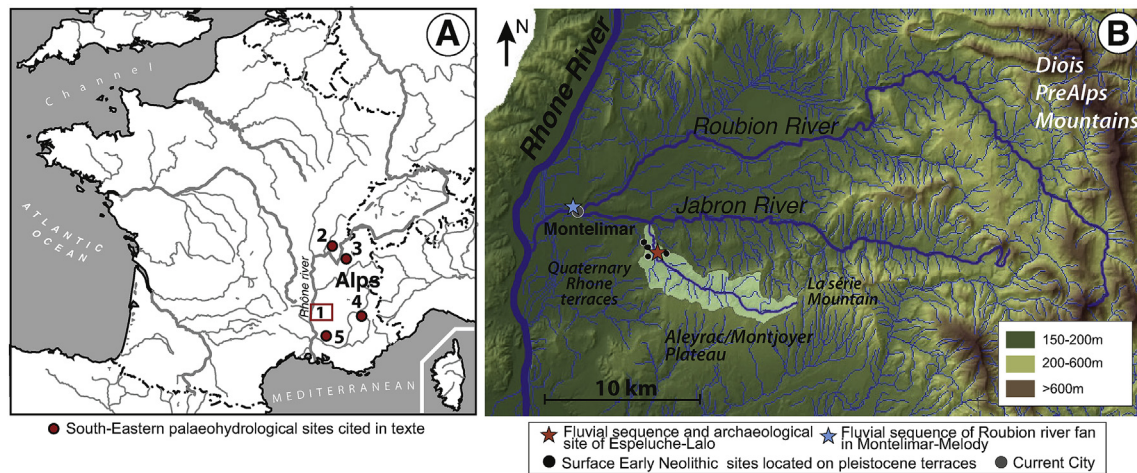 A
N
Channel
ATLANTIC
OCEAN
Rhône river
2
3
Alps
1
4
5
MEDITERRANEAN
South-Eastern palaeohydrological sites cited in texte
B
N
Rhone River
Diois
PreAlps
Mountains
Roubion River
Jabron River
Montelimar
Quaternary
Rhone
terraces
La série
Mountain
Aleyrac/Montjoyer
Plateau
10 km
150-200m
200-600m
>600m
Fluvial sequence and archaeological
site of Espeluche-Lalo
Fluvial sequence of Roubion river fan
in Montelimar-Melody
Surface Early Neolithic sites located on pleistocene terraces
Current City